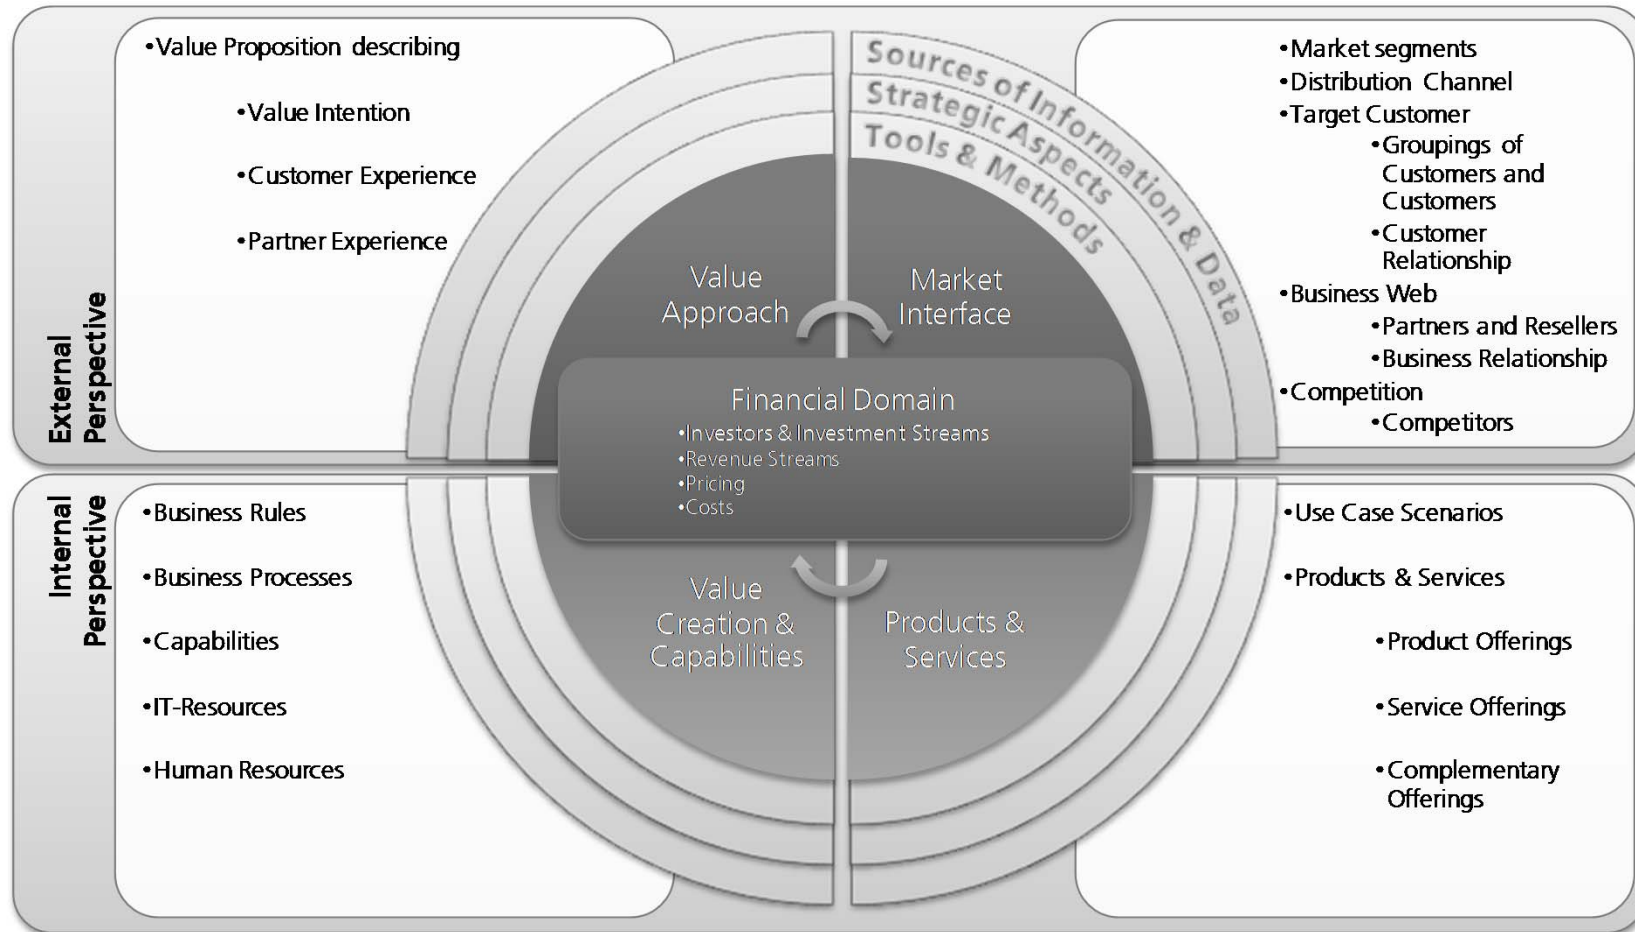 External
Perspective
•Value Proposition describing
•Value Intention
•Customer Experience
•Partner Experience
Sources of Information & Data
Strategic Aspects
Tools & Methods
•Market segments
•Distribution Channel
•Target Customer
•Groupings of
Customers and
Customers
•Customer
Relationship
•Business Web
•Partners and Resellers
•Business Relationship
•Competition
•Competitors
Value
Approach
Market
Interface
Financial Domain
•Investors & Investment Streams
•Revenue Streams
•Pricing
•Costs
Internal
Perspective
•Business Rules
•Business Processes
•Capabilities
•IT-Resources
•Human Resources
Value
Creation &
Capabilities
Products &
Services
•Use Case Scenarios
•Products & Services
•Product Offerings
•Service Offerings
•Complementary
Offerings